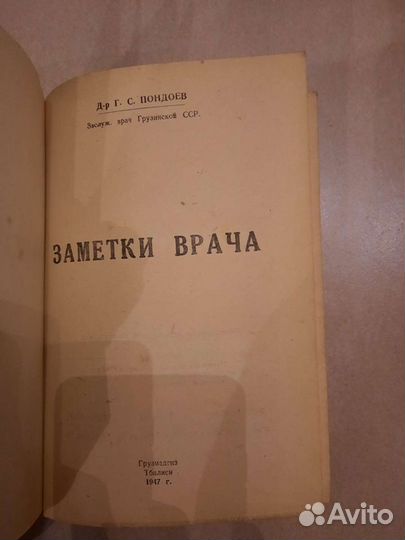 Д-р Г. С. ПОНДОЕВ
Заслуж. врач Грузинской ССР.
ЗАМЕТКИ ВРАЧА
Грузмедгиз
Тбилиси
1947 г.
Avito